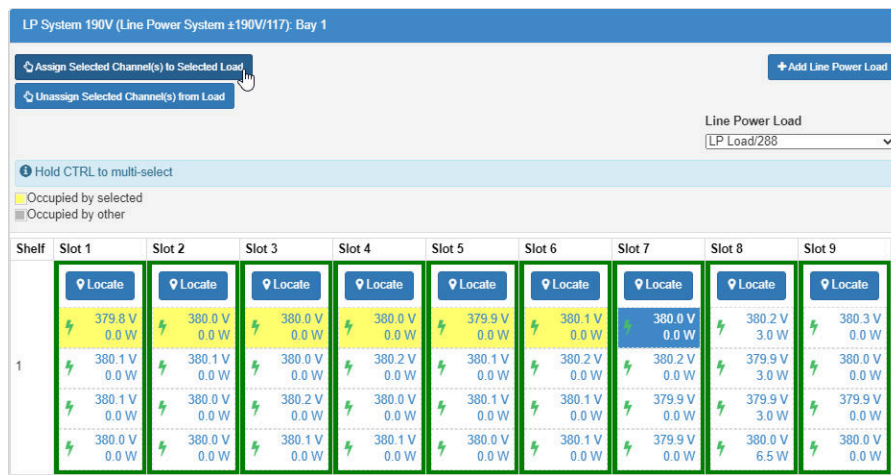 LP System 190V (Line Power System ±190V/117): Bay 1
Assign Selected Channel(s) to Selected Load
Add Line Power Load
Unassign Selected Channel(s) from Load
Line Power Load
LP Load/288
Hold CTRL to multi-select
Occupied by selected
Occupied by other
Shelf Slot 1 Slot 2 Slot 3 Slot 4 Slot 5 Slot 6 Slot 7 Slot 8 Slot 9
Locate Locate Locate Locate Locate Locate Locate Locate Locate
379.8 V 380.0 V 380.0 V 380.0 V 379.9 V 380.1 V 380.0 V 380.2 V 380.3 V
0.0 W 0.0 W 0.0 W 0.0 W 0.0 W 0.0 W 0.0 W 3.0 W 0.0 W
1 380.1 V 380.1 V 380.0 V 380.2 V 380.1 V 380.2 V 380.2 V 379.9 V 380.0 V
0.0 W 0.0 W 0.0 W 0.0 W 0.0 W 0.0 W 0.0 W 3.0 W 0.0 W
380.1 V 380.0 V 380.2 V 380.0 V 380.0 V 380.1 V 379.9 V 379.9 V 379.9 V
0.0 W 0.0 W 0.0 W 0.0 W 0.0 W 0.0 W 0.0 W 3.0 W 0.0 W
380.0 V 380.0 V 380.1 V 380.1 V 380.0 V 380.1 V 379.9 V 380.0 V 380.0 V
0.0 W 0.0 W 0.0 W 0.0 W 0.0 W 0.0 W 0.0 W 6.5 W 0.0 W